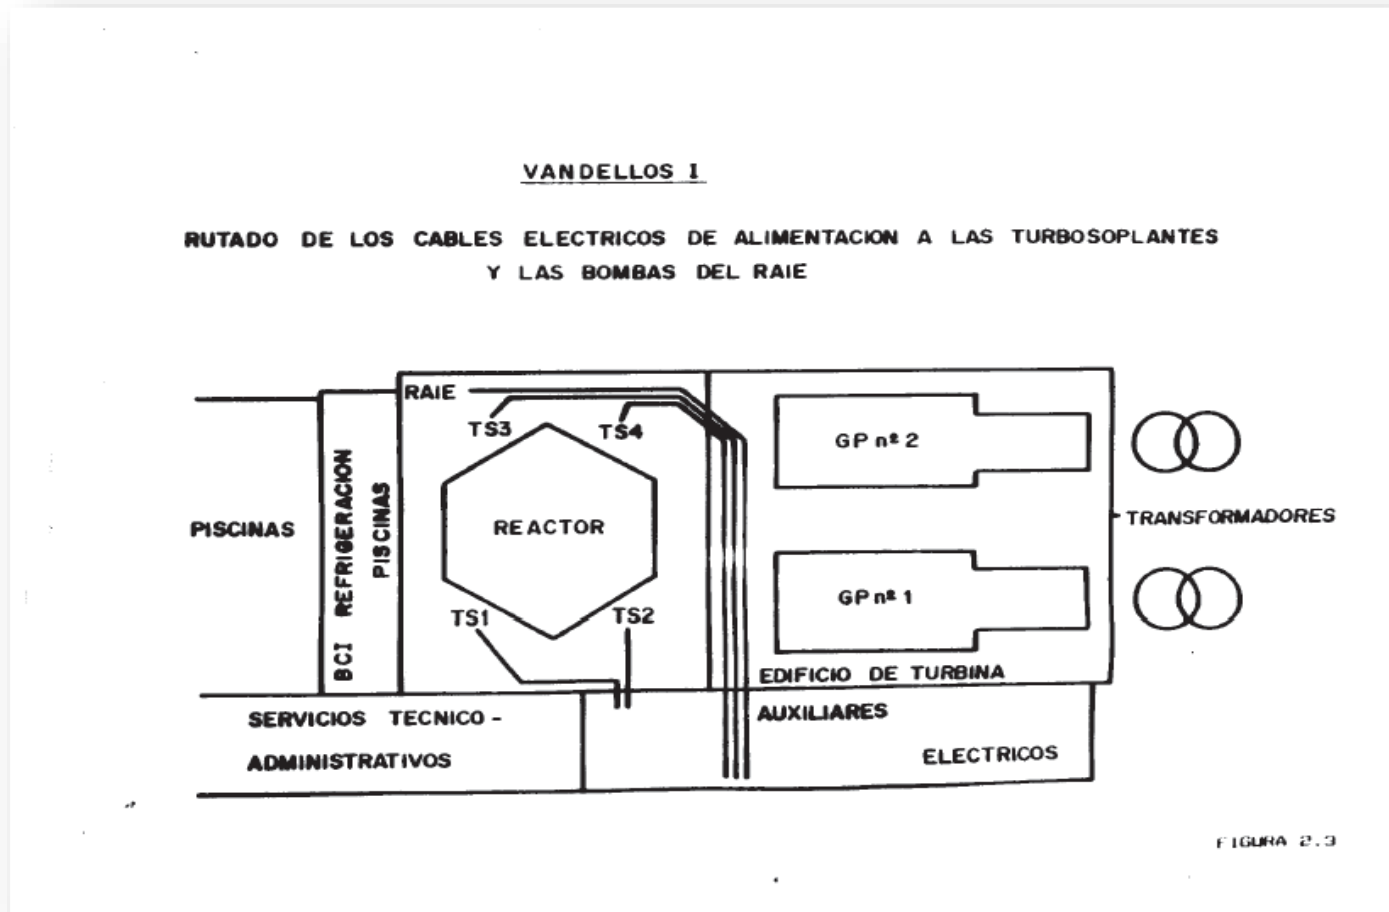 VANDELLOS I
RUTADO DE LOS CABLES ELECTRICOS DE ALIMENTACION A LAS TURBOSOPLANTES
Y LAS BOMBAS DEL RAIE
RAIE
TS3
TS4
GP nº 2
PISCINAS
BCI REFRIGERACION
PISCINAS
REACTOR
TRANSFORMADORES
TS1
TS2
GP nº 1
EDIFICIO DE TURBINA
SERVICIOS TECNICO-
ADMINISTRATIVOS
AUXILIARES
ELECTRICOS
FIGURA 2.3